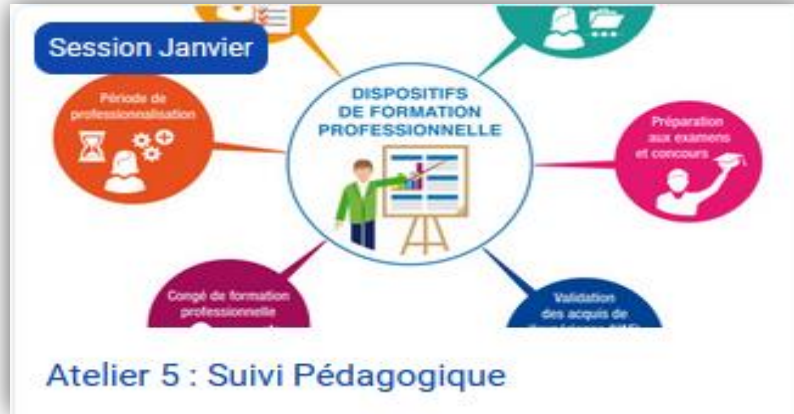 Session Janvier
DISPOSITIFS
DE FORMATION
PROFESSIONNELLE
Période de
professionnalisation
Préparation
aux examens
et concours
Congé de formation
professionnelle
Validation
des acquis de
Atelier 5 : Suivi Pédagogique